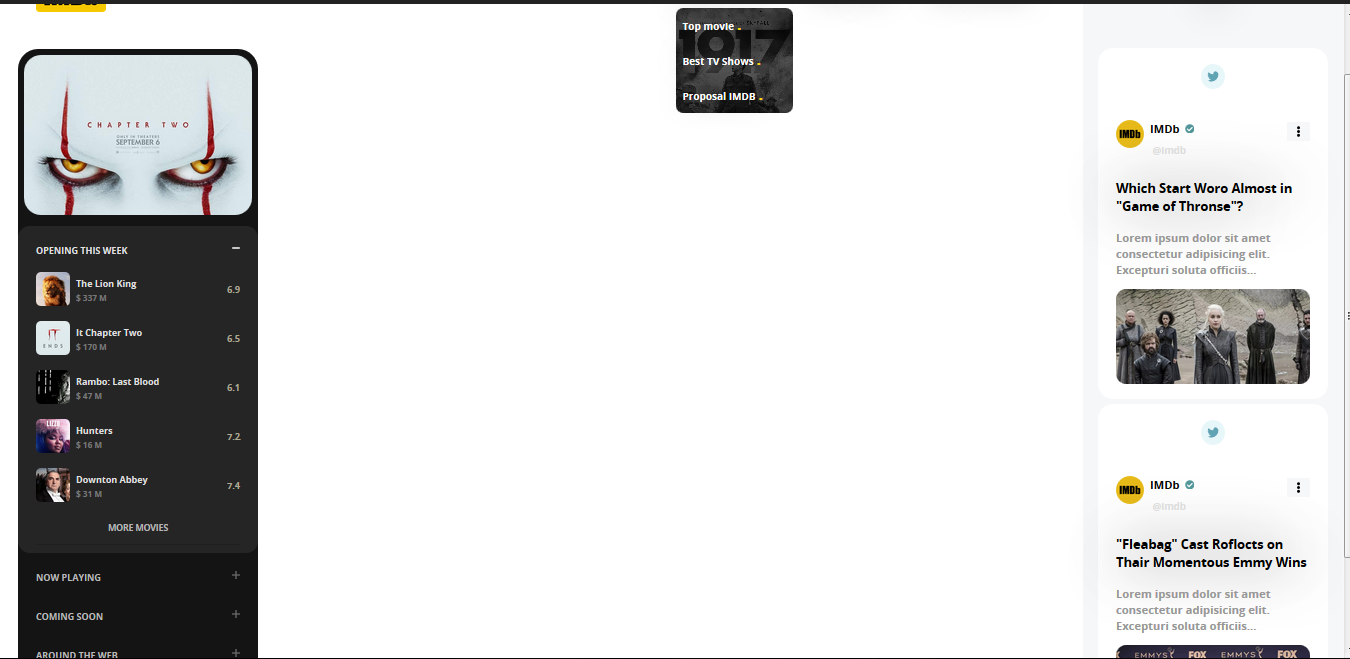 CHAPTER TWO
ONLY IN THEATERS
SEPTEMBER 6
OPENING THIS WEEK
The Lion King
$ 337 M
6.9
IT
ENDS
It Chapter Two
$ 170 M
6.5
Rambo: Last Blood
$ 47 M
6.1
Hunters
$ 16 M
7.2
Downton Abbey
$ 31 M
7.4
MORE MOVIES
NOW PLAYING
COMING SOON
AROUND THE WEB
1917
Top movie
Best TV Shows
Proposal IMDB
IMDb
IMDb
@imdb
Which Start Woro Almost in
"Game of Thronse"?
Lorem ipsum dolor sit amet
consectetur adipisicing elit.
Excepturi soluta officiis...
IMDb
IMDb
@imdb
"Fleabag" Cast Roflocts on
Thair Momentous Emmy Wins
Lorem ipsum dolor sit amet
consectetur adipisicing elit.
Excepturi soluta officiis...
EMMYS FOX EMMYS FOX